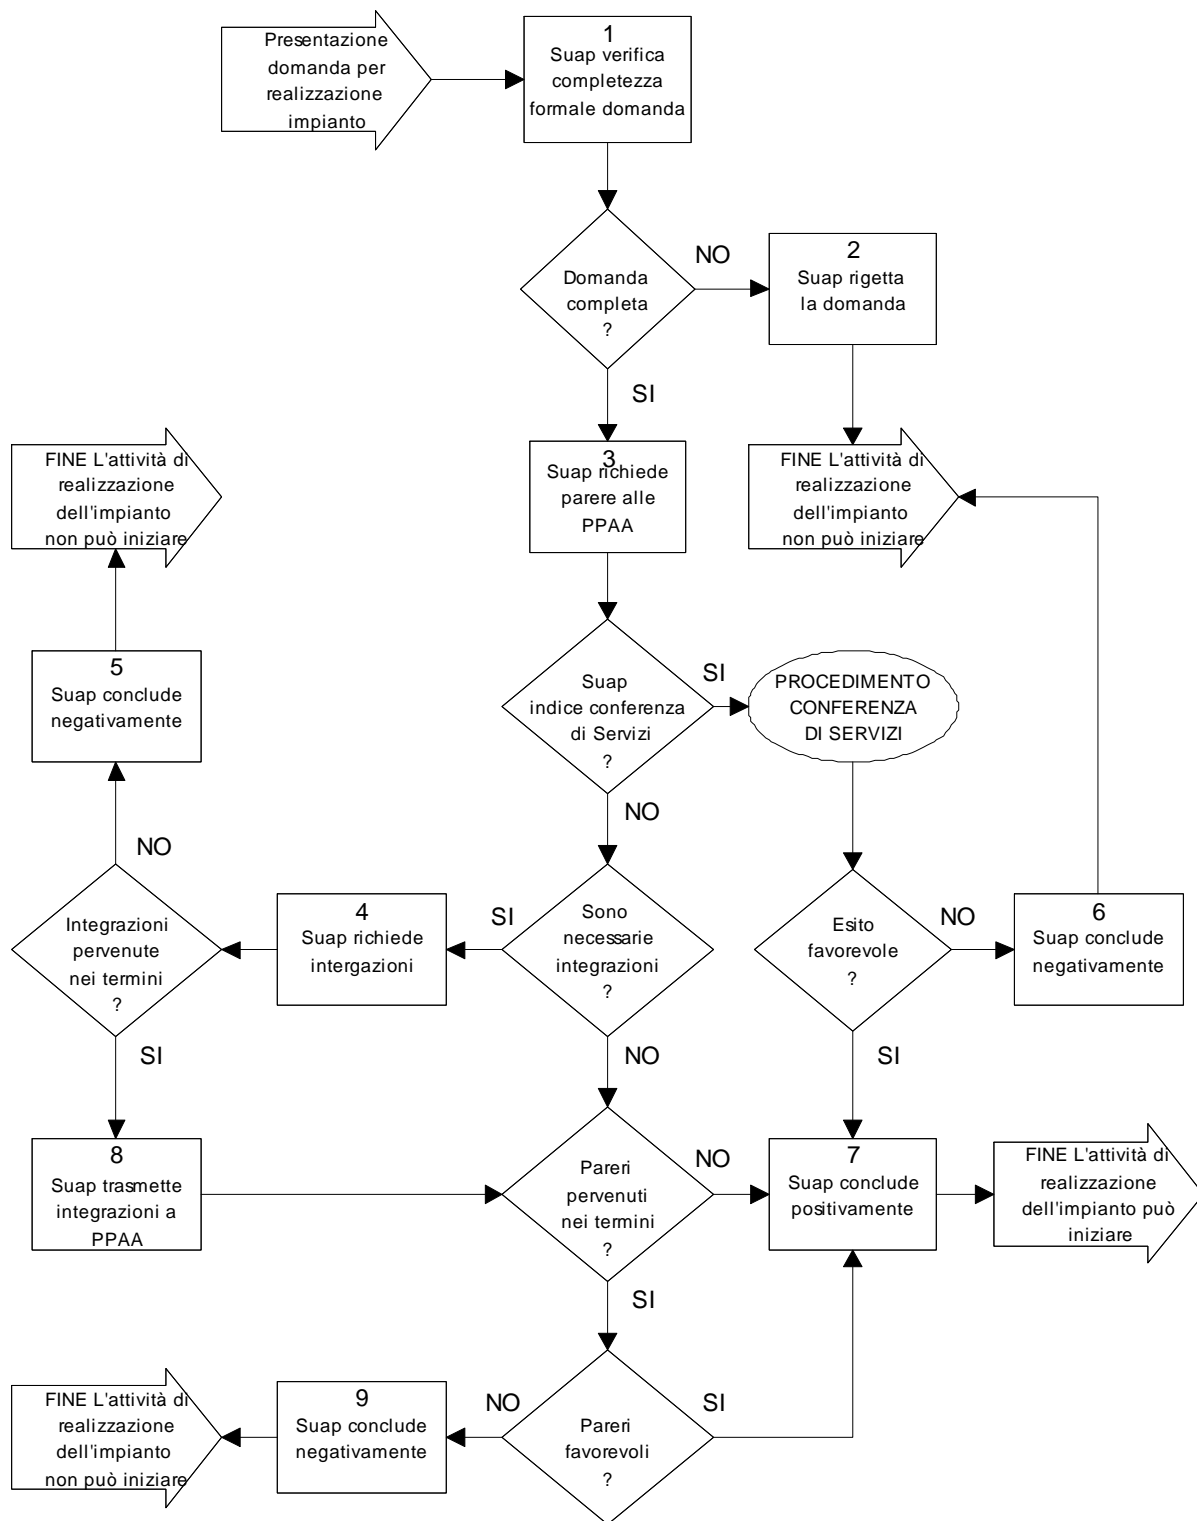 Presentazione
domanda per
realizzazione
impianto
1
Suap verifica
completezza
formale domanda
Domanda
completa
?
NO
2
Suap rigetta
la domanda
SI
FINE L'attività di
realizzazione
dell'impianto
non può iniziare
3
Suap richiede
parere alle
PPAA
FINE L'attività di
realizzazione
dell'impianto
non può iniziare
5
Suap conclude
negativamente
Suap
indice conferenza
di Servizi
?
SI
PROCEDIMENTO
CONFERENZA
DI SERVIZI
NO
NO
Integrazioni
pervenute
nei termini
?
4
Suap richiede
intergazioni
SI
Sono
necessarie
integrazioni
?
Esito
favorevole
?
NO
6
Suap conclude
negativamente
SI
NO
SI
8
Suap trasmette
integrazioni a
PPAA
Pareri
pervenuti
nei termini
?
NO
7
Suap conclude
positivamente
FINE L'attività di
realizzazione
dell'impianto può
iniziare
SI
FINE L'attività di
realizzazione
dell'impianto
non può iniziare
9
Suap conclude
negativamente
NO
Pareri
favorevoli
?
SI